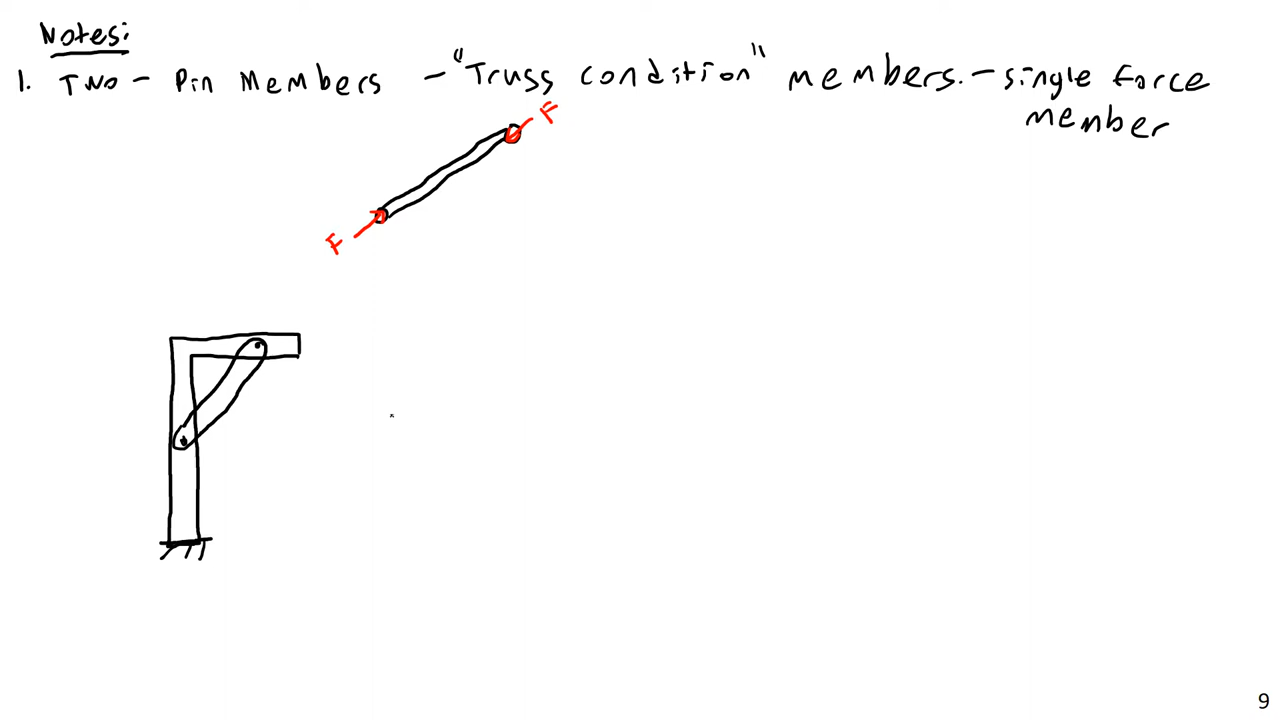 Notes:
1. Two - Pin Members - "Truss condition" members. - single force
member
F
F
9